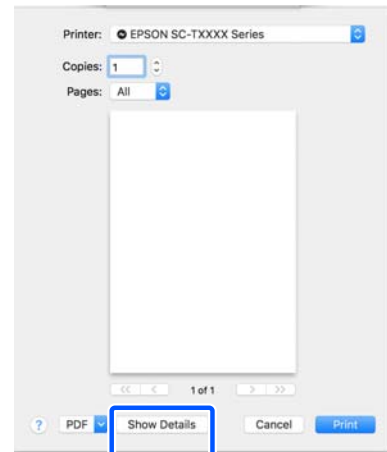 Printer: EPSON SC-TXXXX Series
Copies: 1
Pages: All
<< < 1 of 1 > >>
? PDF Show Details Cancel Print